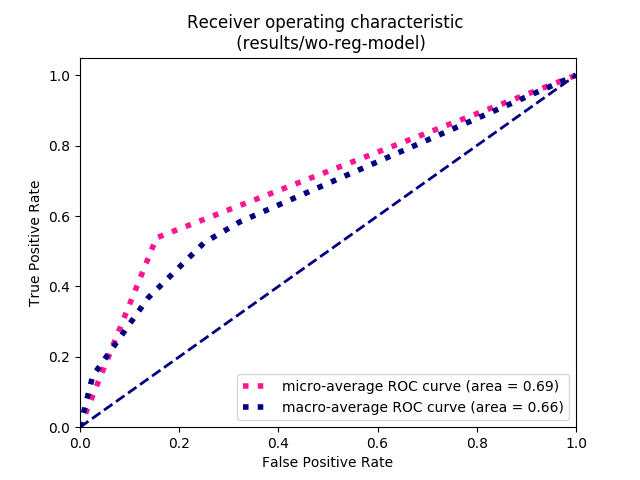 Receiver operating characteristic
(results/wo-reg-model)
1.0
0.8
0.6
0.4
0.2
0.0
True Positive Rate
micro-average ROC curve (area = 0.69)
macro-average ROC curve (area = 0.66)
0.0 0.2 0.4 0.6 0.8 1.0
False Positive Rate